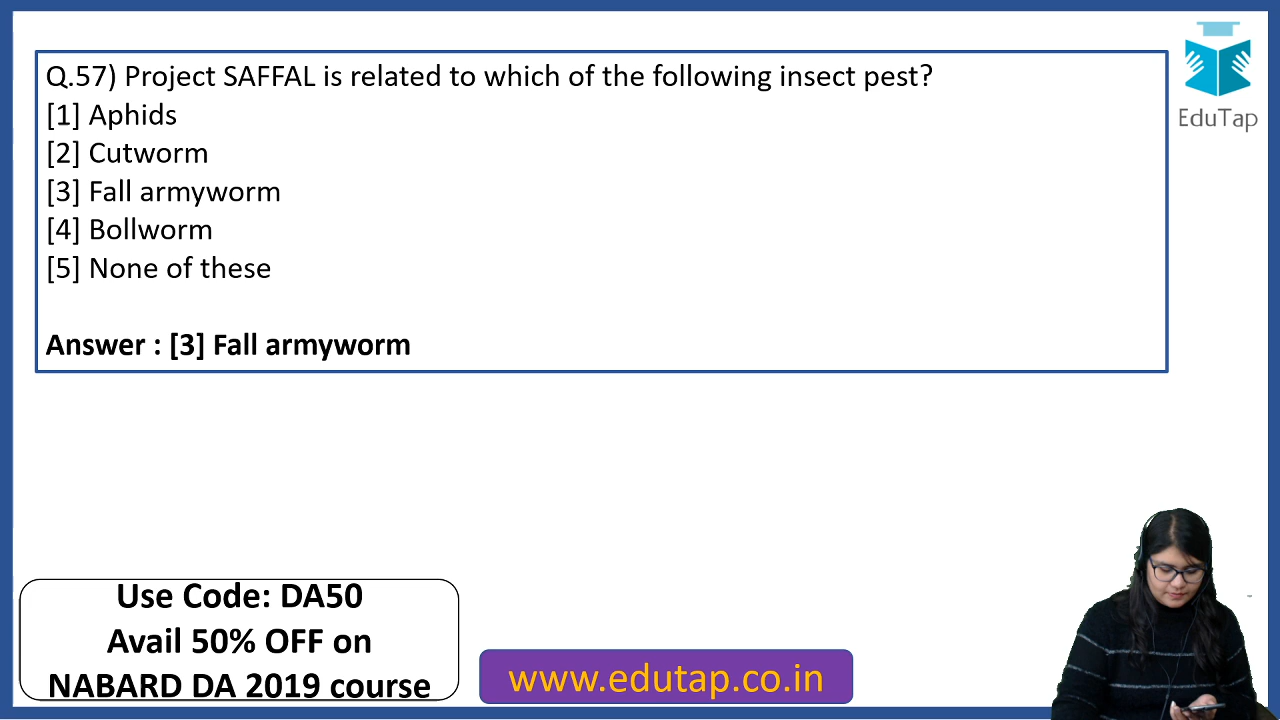 Q.57) Project SAFFAL is related to which of the following insect pest?
[1] Aphids
[2] Cutworm
[3] Fall armyworm
[4] Bollworm
[5] None of these
Answer : [3] Fall armyworm
EduTap
Use Code: DA50
Avail 50% OFF on
NABARD DA 2019 course
www.edutap.co.in